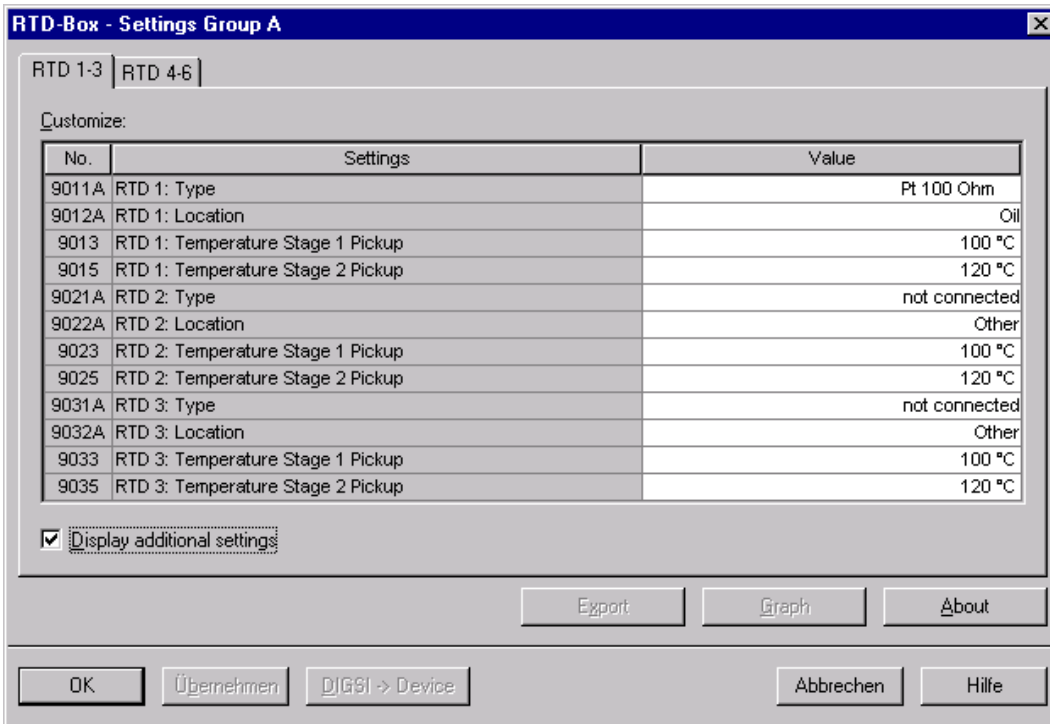 RTD-Box - Settings Group A
RTD 1-3 RTD 4-6
Customize:
No. Settings Value
9011A RTD 1: Type Pt 100 Ohm
9012A RTD 1: Location Oil
9013 RTD 1: Temperature Stage 1 Pickup 100 °C
9015 RTD 1: Temperature Stage 2 Pickup 120 °C
9021A RTD 2: Type not connected
9022A RTD 2: Location Other
9023 RTD 2: Temperature Stage 1 Pickup 100 °C
9025 RTD 2: Temperature Stage 2 Pickup 120 °C
9031A RTD 3: Type not connected
9032A RTD 3: Location Other
9033 RTD 3: Temperature Stage 1 Pickup 100 °C
9035 RTD 3: Temperature Stage 2 Pickup 120 °C
Display additional settings
Export Graph About
OK Übernehmen DIGSI -> Device Abbrechen Hilfe